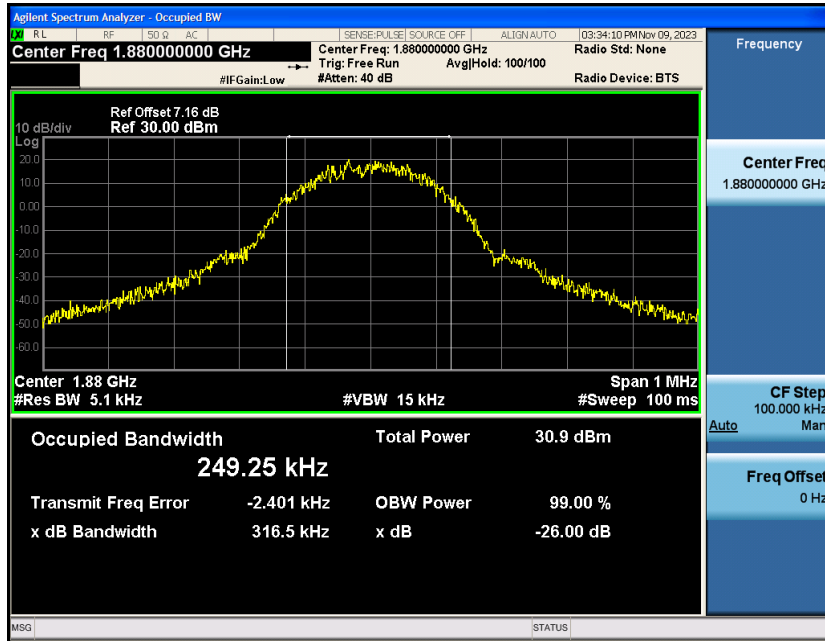 Agilent Spectrum Analyzer - Occupied BW
LXI RL RF 50 Ω AC SENSE:PULSE SOURCE OFF ALIGN AUTO 03:34:10 PM Nov 09, 2023
Center Freq 1.880000000 GHz
Center Freq: 1.880000000 GHz
Radio Std: None
Trig: Free Run Avg|Hold: 100/100
#IFGain:Low #Atten: 40 dB Radio Device: BTS
Frequency
Ref Offset 7.16 dB
10 dB/div Ref 30.00 dBm
Log
20.0
10.0
0.00
-10.0
-20.0
-30.0
-40.0
-50.0
-60.0
Center 1.88 GHz Span 1 MHz
#Res BW 5.1 kHz #VBW 15 kHz #Sweep 100 ms
Occupied Bandwidth Total Power 30.9 dBm
249.25 kHz
Transmit Freq Error -2.401 kHz OBW Power 99.00 %
x dB Bandwidth 316.5 kHz x dB -26.00 dB
Center Freq
1.880000000 GHz
CF Step
100.000 kHz
Auto Man
Freq Offset
0 Hz
MSG STATUS